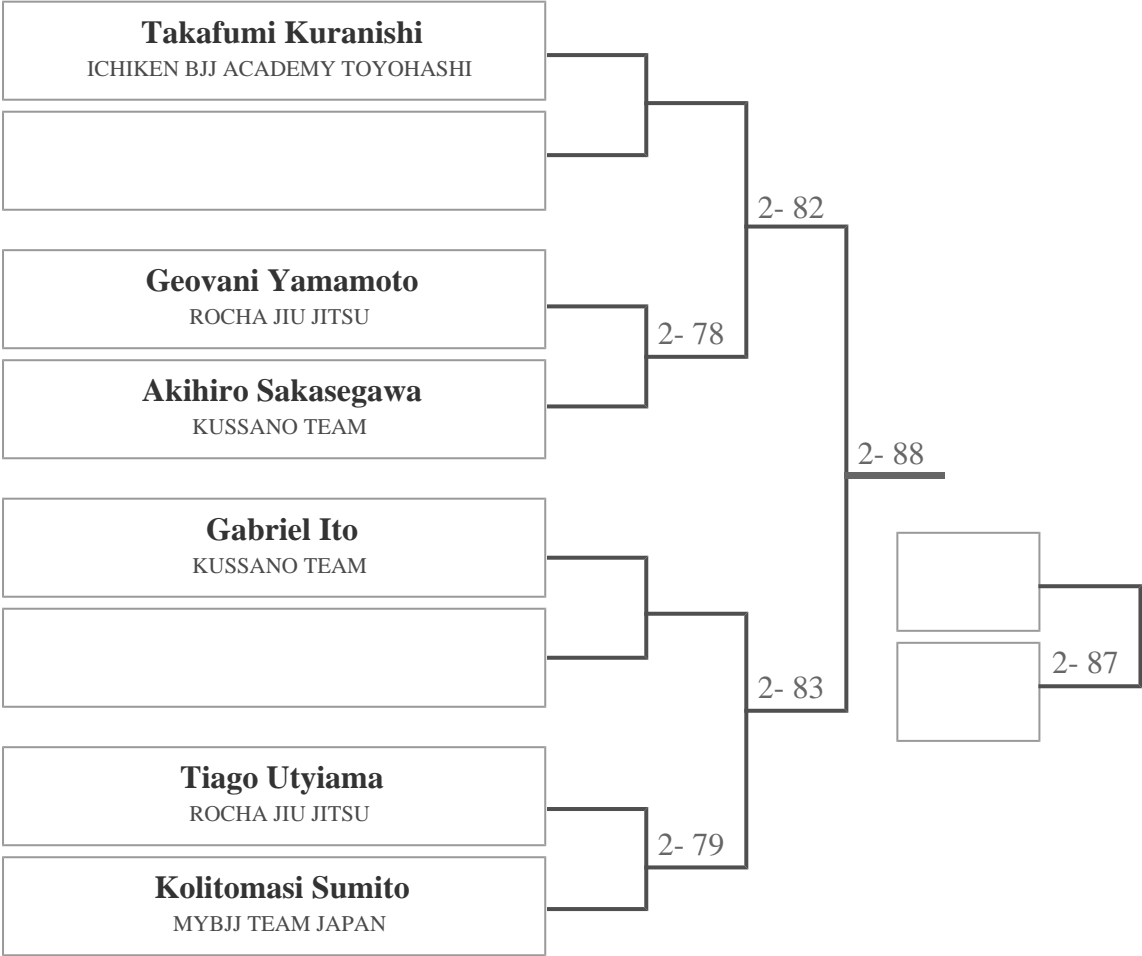 Takafumi Kuranishi
ICHIKEN BJJ ACADEMY TOYOHASHI
2- 82
Geovani Yamamoto
ROCHA JIU JITSU
2- 78
Akihiro Sakasegawa
KUSSANO TEAM
2- 88
Gabriel Ito
KUSSANO TEAM
2- 87
2- 83
Tiago Utyiama
ROCHA JIU JITSU
2- 79
Kolitomasi Sumito
MYBJJ TEAM JAPAN